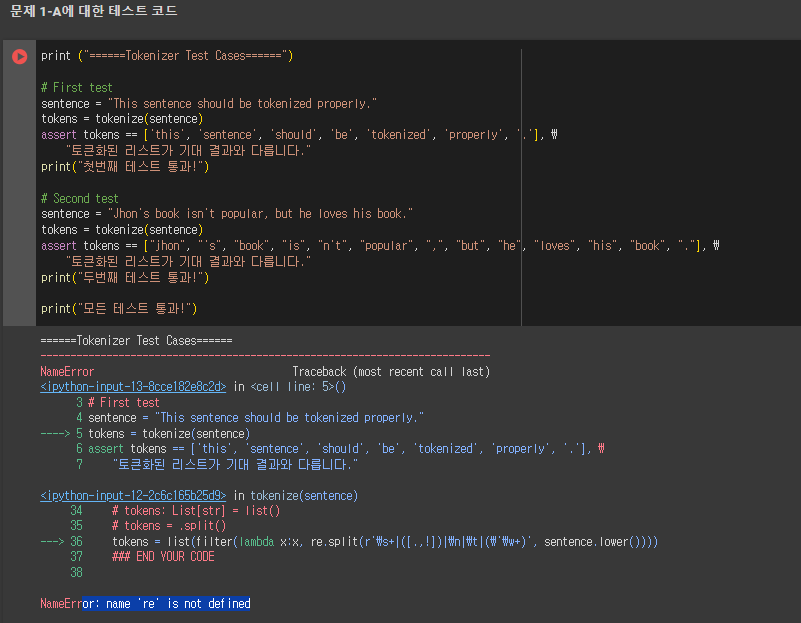 문제 1-A에 대한 테스트 코드
print ("======Tokenizer Test Cases======")
# First test
sentence = "This sentence should be tokenized properly."
tokens = tokenize(sentence)
assert tokens == ['this', 'sentence', 'should', 'be', 'tokenized', 'properly', '.'], ₩
"토큰화된 리스트가 기대 결과와 다릅니다."
print("첫번째 테스트 통과!")
# Second test
sentence = "Jhon's book isn't popular, but he loves his book."
tokens = tokenize(sentence)
assert tokens == ["jhon", "'s", "book", "is", "n't", "popular", ",", "but", "he", "loves", "his", "book", "."], ₩
"토큰화된 리스트가 기대 결과와 다릅니다."
print("두번째 테스트 통과!")
print("모든 테스트 통과!")
======Tokenizer Test Cases======
---------------------------------------------------------------------------
NameError Traceback (most recent call last)
<ipython-input-13-8cce182e8c2d> in <cell line: 5>()
3 # First test
4 sentence = "This sentence should be tokenized properly."
----> 5 tokens = tokenize(sentence)
6 assert tokens == ['this', 'sentence', 'should', 'be', 'tokenized', 'properly', '.'], ₩
7 "토큰화된 리스트가 기대 결과와 다릅니다."
<ipython-input-12-2c6c165b25d9> in tokenize(sentence)
34 # tokens: List[str] = list()
35 # tokens = .split()
---> 36 tokens = list(filter(lambda x:x, re.split(r'₩s+|([.,!])|₩n|₩t|(₩'₩w+)', sentence.lower())))
37 ### END YOUR CODE
38
NameError: name 're' is not defined